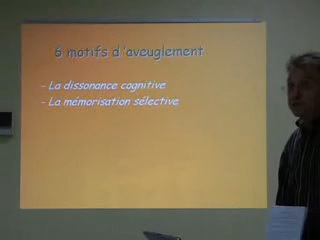 6 motifs d'aveuglement
- La dissonance cognitive
- La mémorisation sélective